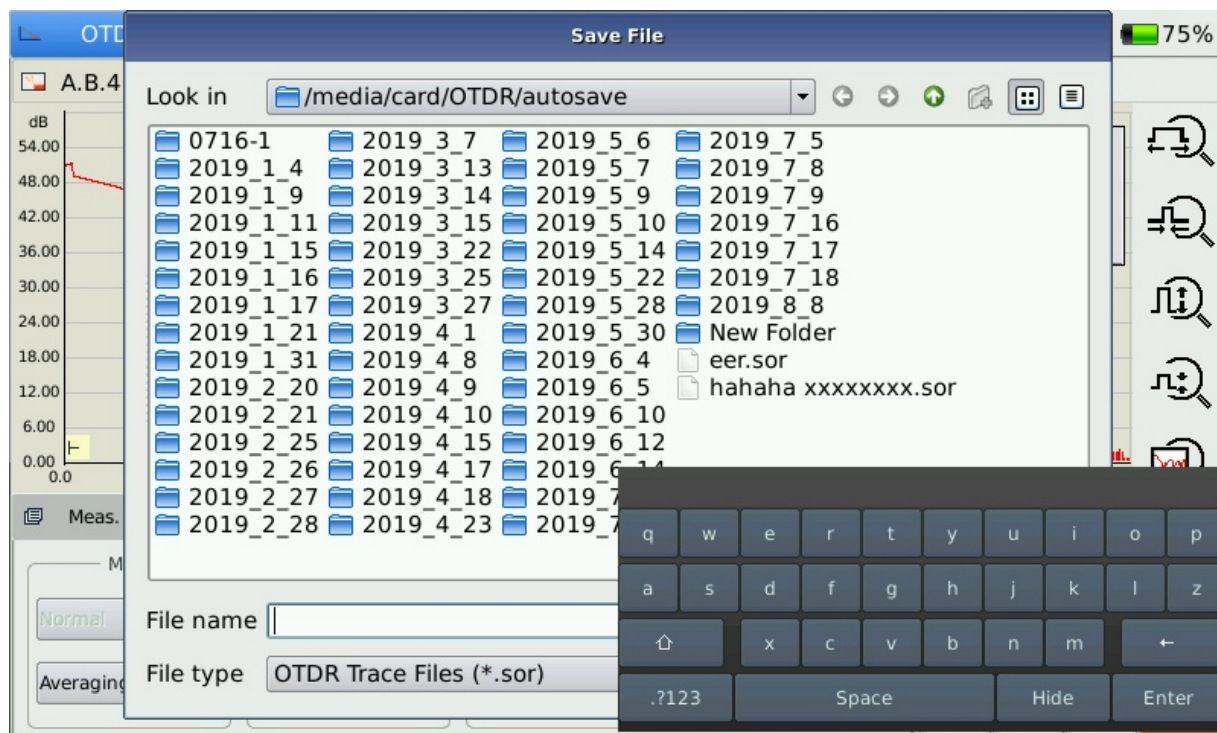 OTD
Save File
75%
A.B.4
Look in /media/card/OTDR/autosave
dB
54.00
48.00
42.00
36.00
30.00
24.00
18.00
12.00
6.00
0.00
0.0
0716-1 2019_3_7 2019_5_6 2019_7_5
2019_1_4 2019_3_13 2019_5_7 2019_7_8
2019_1_9 2019_3_14 2019_5_9 2019_7_9
2019_1_11 2019_3_15 2019_5_10 2019_7_16
2019_1_15 2019_3_22 2019_5_14 2019_7_17
2019_1_16 2019_3_25 2019_5_22 2019_7_18
2019_1_17 2019_3_27 2019_5_28 2019_8_8
2019_1_21 2019_4_1 2019_5_30 New Folder
2019_1_31 2019_4_8 2019_6_4 eer.sor
2019_2_20 2019_4_9 2019_6_5 hahaha xxxxxxxx.sor
2019_2_21 2019_4_10 2019_6_10
2019_2_25 2019_4_15 2019_6_12
2019_2_26 2019_4_17 2019_6_14
2019_2_27 2019_4_18 2019_7
2019_2_28 2019_4_23 2019_7
Meas.
M
Normal
Averaging
File name
File type OTDR Trace Files (*.sor)
q w e r t y u i o p
a s d f g h j k l z
x c v b n m
.?123 Space Hide Enter